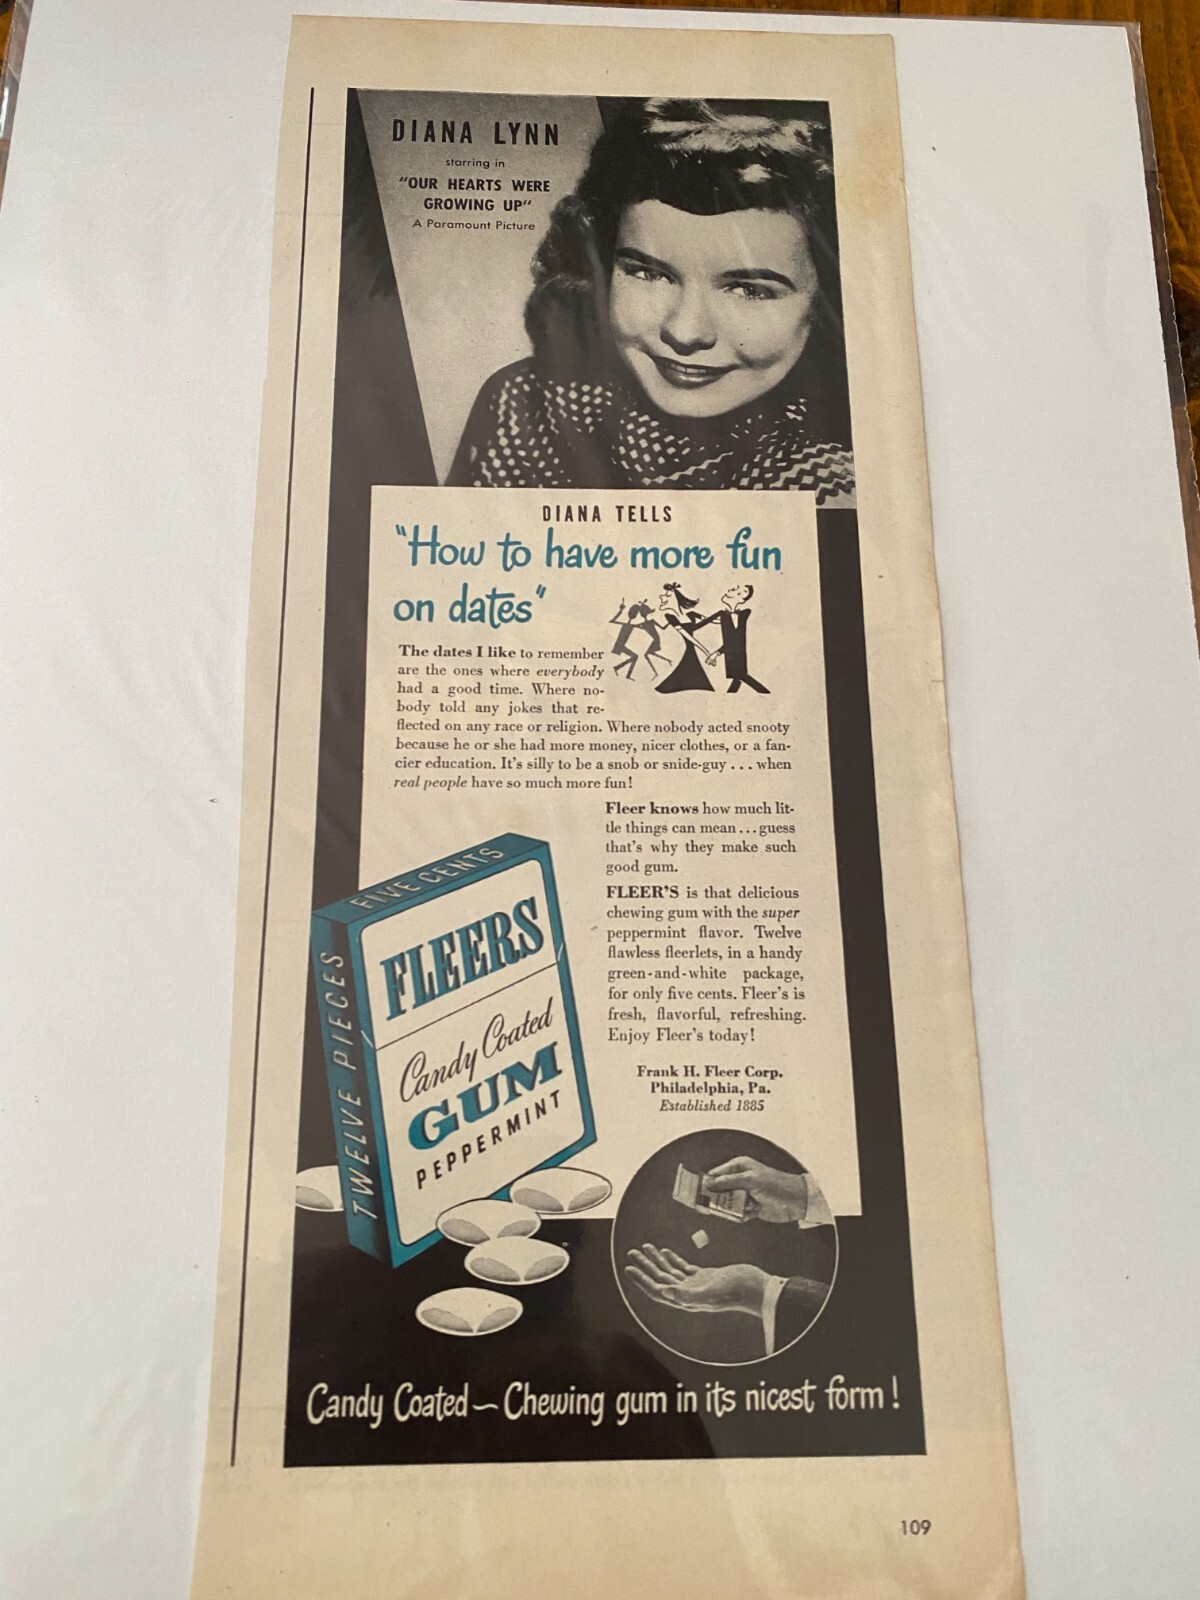 DIANA LYNN
starring in
"OUR HEARTS WERE
GROWING UP"
A Paramount Picture
DIANA TELLS
"How to have more fun
on dates"
The dates I like to remember
are the ones where everybody
had a good time. Where no-
body told any jokes that re-
flected on any race or religion. Where nobody acted snooty
because he or she had more money, nicer clothes, or a fan-
cier education. It's silly to be a snob or snide-guy . . . when
real people have so much more fun!
Fleer knows how much lit-
tle things can mean . . . guess
that's why they make such
good gum.
FLEER'S is that delicious
chewing gum with the super
peppermint flavor. Twelve
flawless fleerlets, in a handy
green-and-white package,
for only five cents. Fleer's is
fresh, flavorful, refreshing.
Enjoy Fleer's today!
Frank H. Fleer Corp.
Philadelphia, Pa.
Established 1885
FIVE CENTS
TWELVE PIECES
FLEERS
Candy Coated
GUM
PEPPERMINT
Candy Coated — Chewing gum in its nicest form!
109